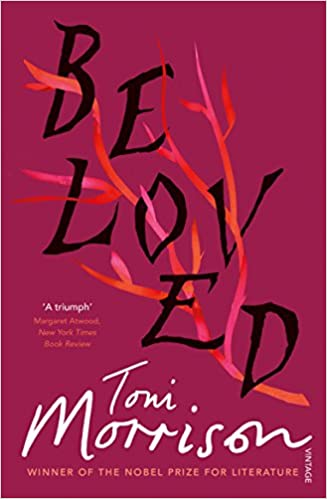 BE
LOV
ED
'A triumph'
Margaret Atwood,
New York Times
Book Review
Toni
Morrison
WINNER OF THE NOBEL PRIZE FOR LITERATURE
VINTAGE